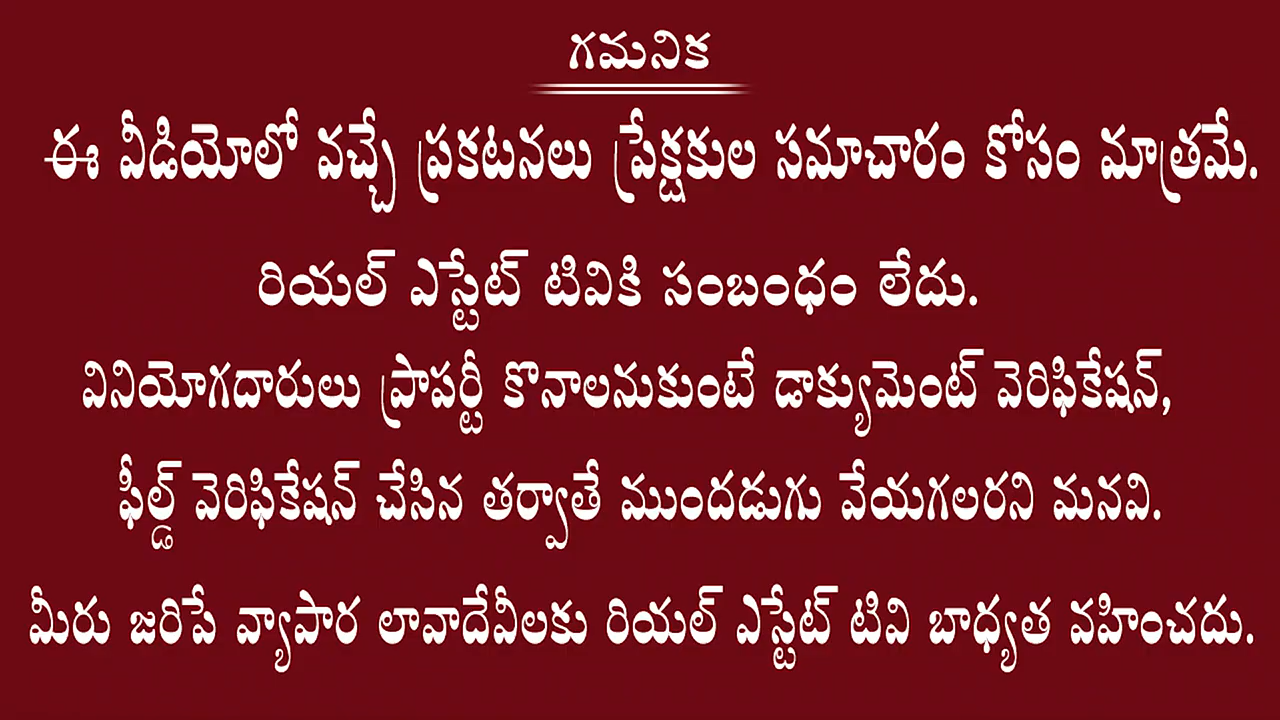 గమనిక
ఈ వీడియోలో వచ్చే ప్రకటనలు ప్రేక్షకుల సమాచారం కోసం మాత్రమే.
రియల్ ఎస్టేట్ టివికి సంబంధం లేదు.
వినియోగదారులు ప్రాపర్టీ కొనాలనుకుంటే డాక్యుమెంట్ వెరిఫికేషన్,
ఫీల్డ్ వెరిఫికేషన్ చేసిన తర్వాతే ముందడుగు వేయగలరని మనవి.
మీరు జరిపే వ్యాపార లావాదేవీలకు రియల్ ఎస్టేట్ టివి బాధ్యత వహించదు.